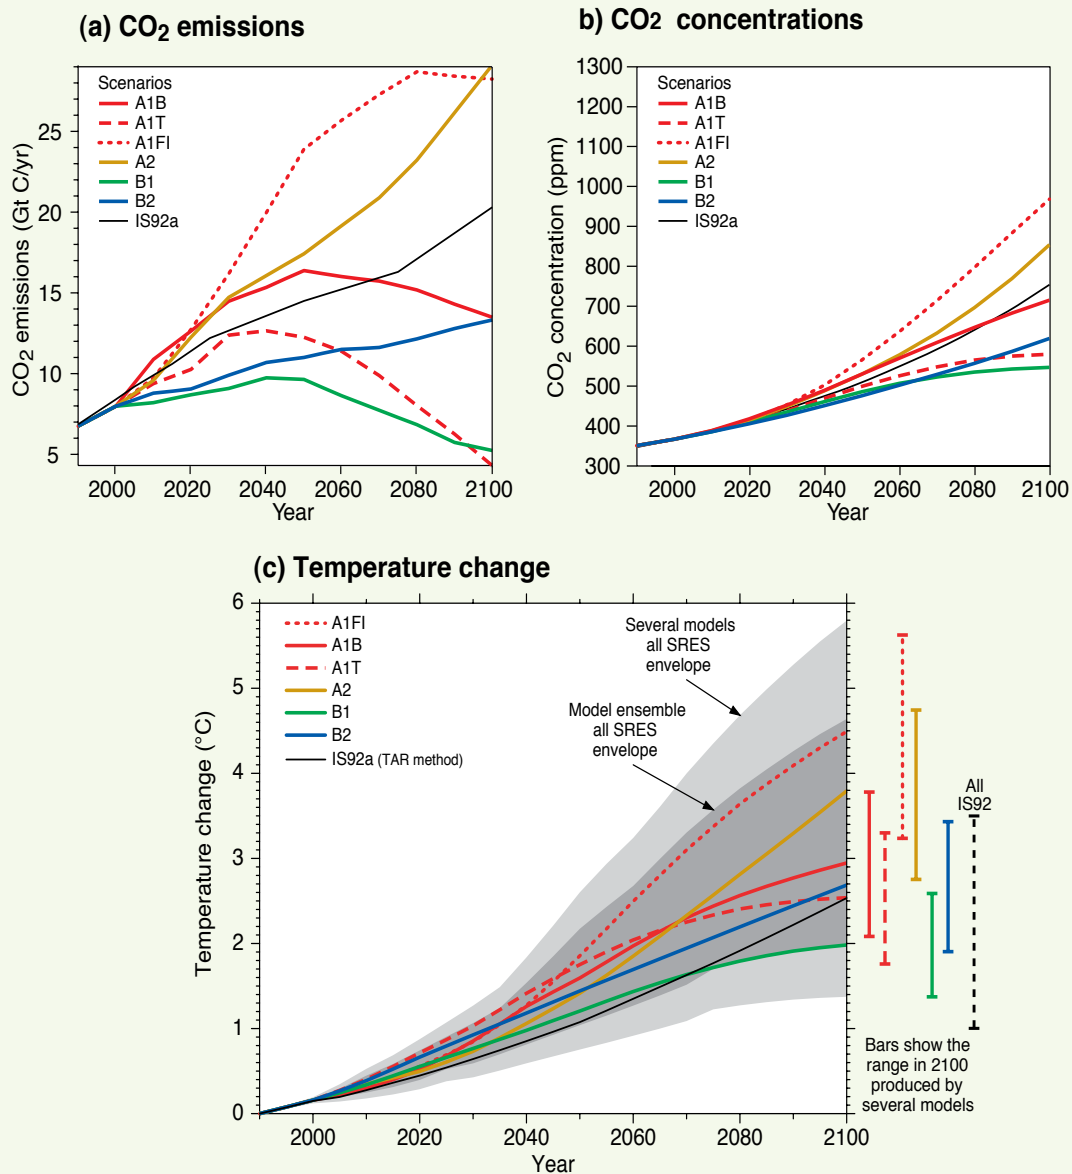 (a) CO2 emissions
Scenarios
A1B
A1T
A1FI
A2
B1
B2
IS92a
CO2 emissions (Gt C/yr)
25
20
15
10
5
2000 2020 2040 2060 2080 2100
Year
b) CO2 concentrations
Scenarios
A1B
A1T
A1FI
A2
B1
B2
IS92a
CO2 concentration (ppm)
1300
1200
1100
1000
900
800
700
600
500
400
300
2000 2020 2040 2060 2080 2100
Year
(c) Temperature change
A1FI
A1B
A1T
A2
B1
B2
IS92a (TAR method)
Several models
all SRES
envelope
Model ensemble
all SRES
envelope
Temperature change (°C)
6
5
4
3
2
1
0
2000 2020 2040 2060 2080 2100
Year
All
IS92
Bars show the
range in 2100
produced by
several models